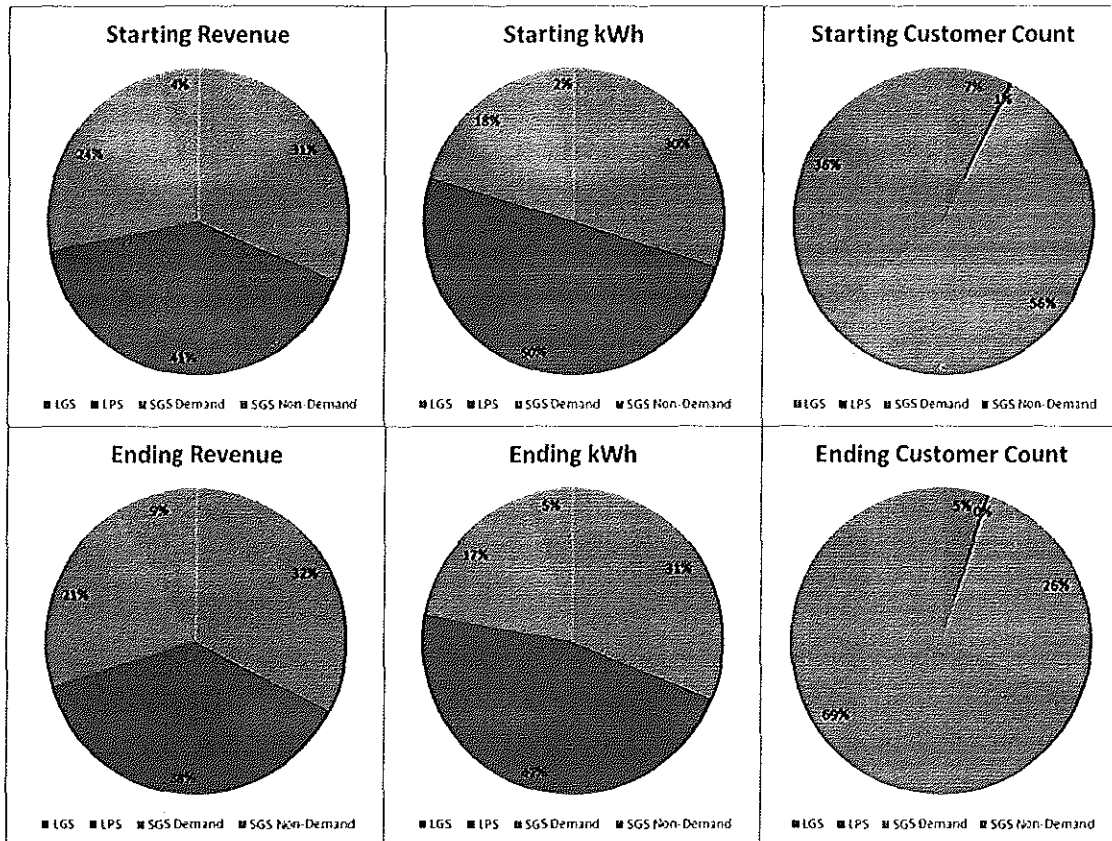 Starting Revenue
4%
31%
24%
41%
LGS LPS SGS Demand SGS Non-Demand
Starting kWh
2%
18%
30%
50%
LGS LPS SGS Demand SGS Non-Demand
Starting Customer Count
7%
1%
36%
56%
LGS LPS SGS Demand SGS Non-Demand
Ending Revenue
9%
32%
21%
38%
LGS LPS SGS Demand SGS Non-Demand
Ending kWh
5%
17%
31%
47%
LGS LPS SGS Demand SGS Non-Demand
Ending Customer Count
5%
0%
26%
69%
LGS LPS SGS Demand SGS Non-Demand